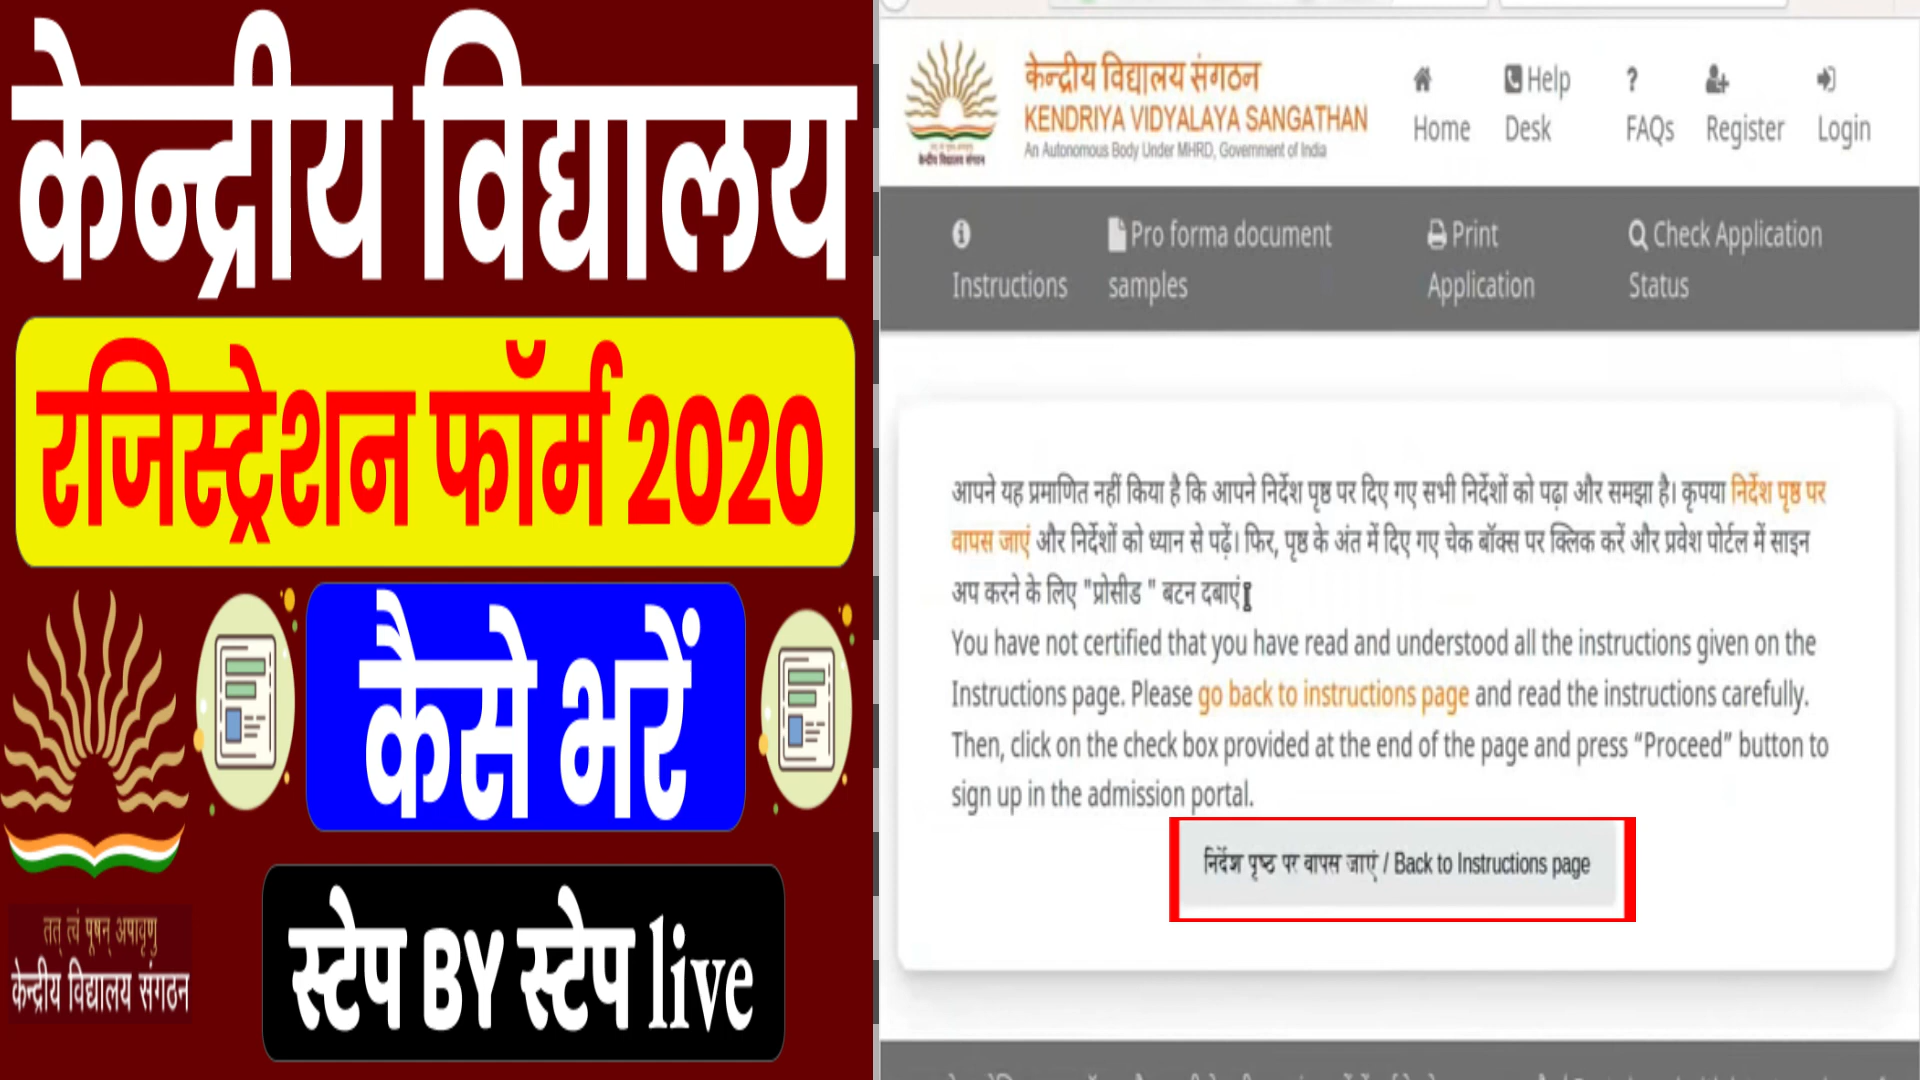 केन्द्रीय विद्यालय
रजिस्ट्रेशन फॉर्म 2020
कैसे भरें
स्टेप BY स्टेप live
तत् त्वं पूषन् अपावृणु
केन्द्रीय विद्यालय संगठन
केन्द्रीय विद्यालय संगठन
केन्द्रीय विद्यालय संगठन
KENDRIYA VIDYALAYA SANGATHAN
An Autonomous Body Under MHRD, Government of India
Home
Help
Desk
? FAQs
Register
Login
Instructions
Pro forma document
samples
Print
Application
Check Application
Status
आपने यह प्रमाणित नहीं किया है कि आपने निर्देश पृष्ठ पर दिए गए सभी निर्देशों को पढ़ा और समझा है। कृपया निर्देश पृष्ठ पर
वापस जाएं और निर्देशों को ध्यान से पढ़ें। फिर, पृष्ठ के अंत में दिए गए चेक बॉक्स पर क्लिक करें और प्रवेश पोर्टल में साइन
अप करने के लिए "प्रोसीड " बटन दबाएं
You have not certified that you have read and understood all the instructions given on the
Instructions page. Please go back to instructions page and read the instructions carefully.
Then, click on the check box provided at the end of the page and press “Proceed” button to
sign up in the admission portal.
निर्देश पृष्ठ पर वापस जाएं / Back to Instructions page